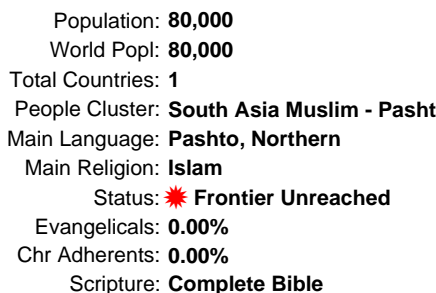 Population: 80,000
World Popl: 80,000
Total Countries: 1
People Cluster: South Asia Muslim - Pasht
Main Language: Pashto, Northern
Main Religion: Islam
Status: Frontier Unreached
Evangelicals: 0.00%
Chr Adherents: 0.00%
Scripture: Complete Bible